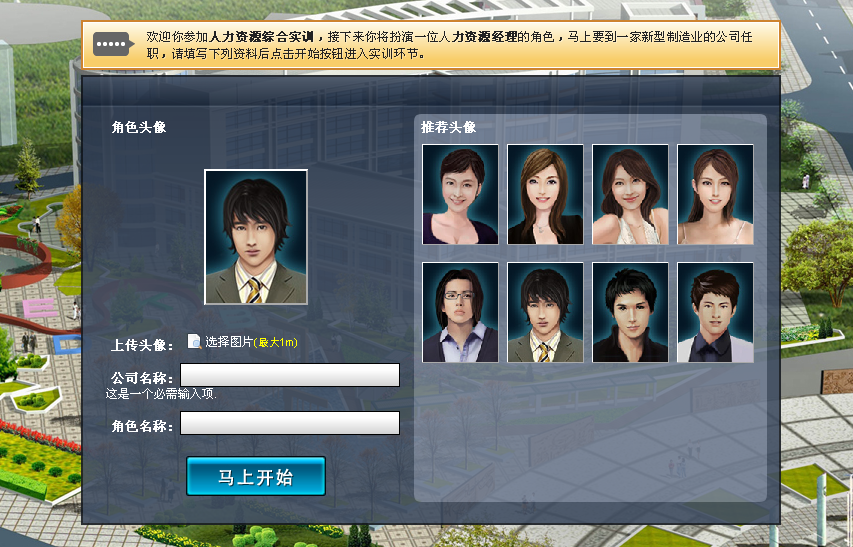 欢迎你参加人力资源综合实训，接下来你将扮演一位人力资源经理的角色，马上要到一家新型制造业的公司任
职，请填写下列资料后点击开始按钮进入实训环节。
角色头像
推荐头像
上传头像：
选择图片(最大1m)
公司名称：
这是一个必需输入项.
角色名称：
马上开始